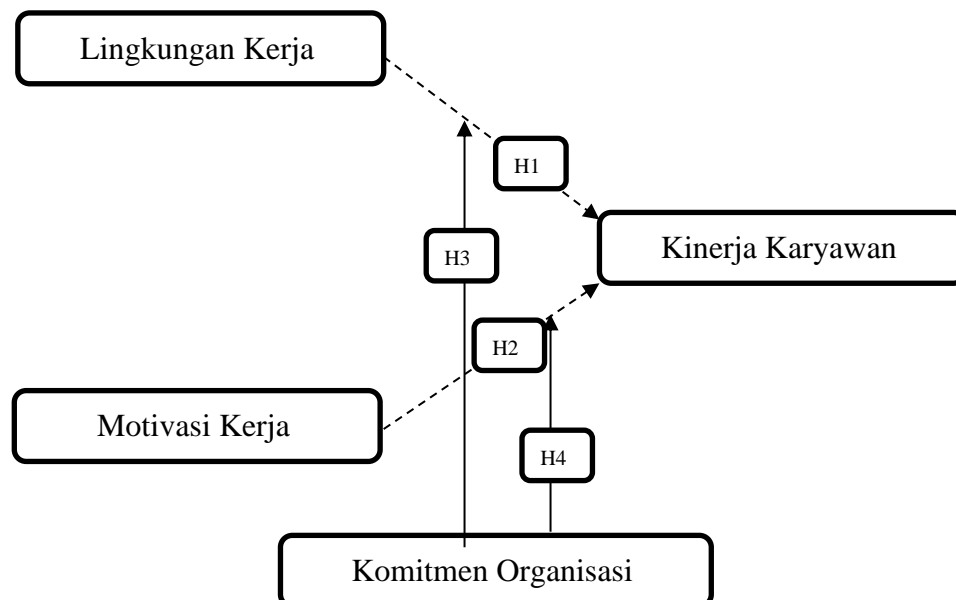 Lingkungan Kerja
H1
Kinerja Karyawan
H3
H2
Motivasi Kerja
H4
Komitmen Organisasi